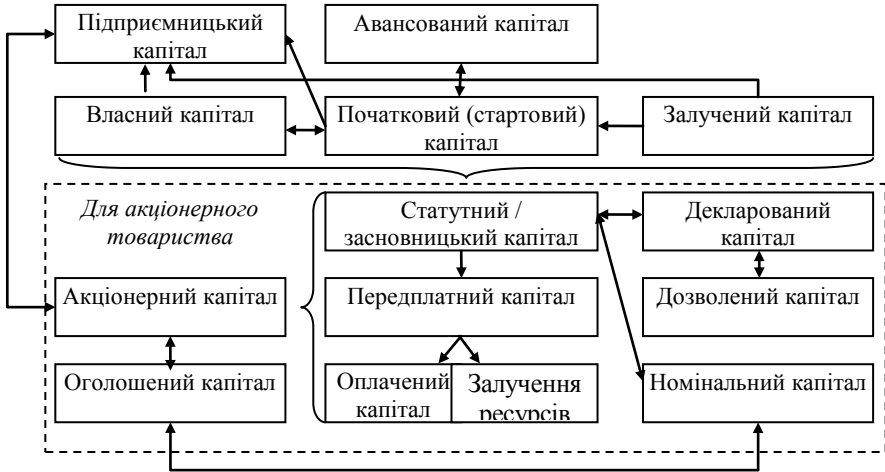 Підприємницький
капітал
Авансований капітал
Власний капітал
Початковий (стартовий)
капітал
Залучений капітал
Для акціонерного
товариства
Статутний /
засновницький капітал
Декларований
капітал
Акціонерний капітал
Передплатний капітал
Дозволений капітал
Оголошений капітал
Оплачений
капітал
Залучення
ресурсів
Номінальний капітал